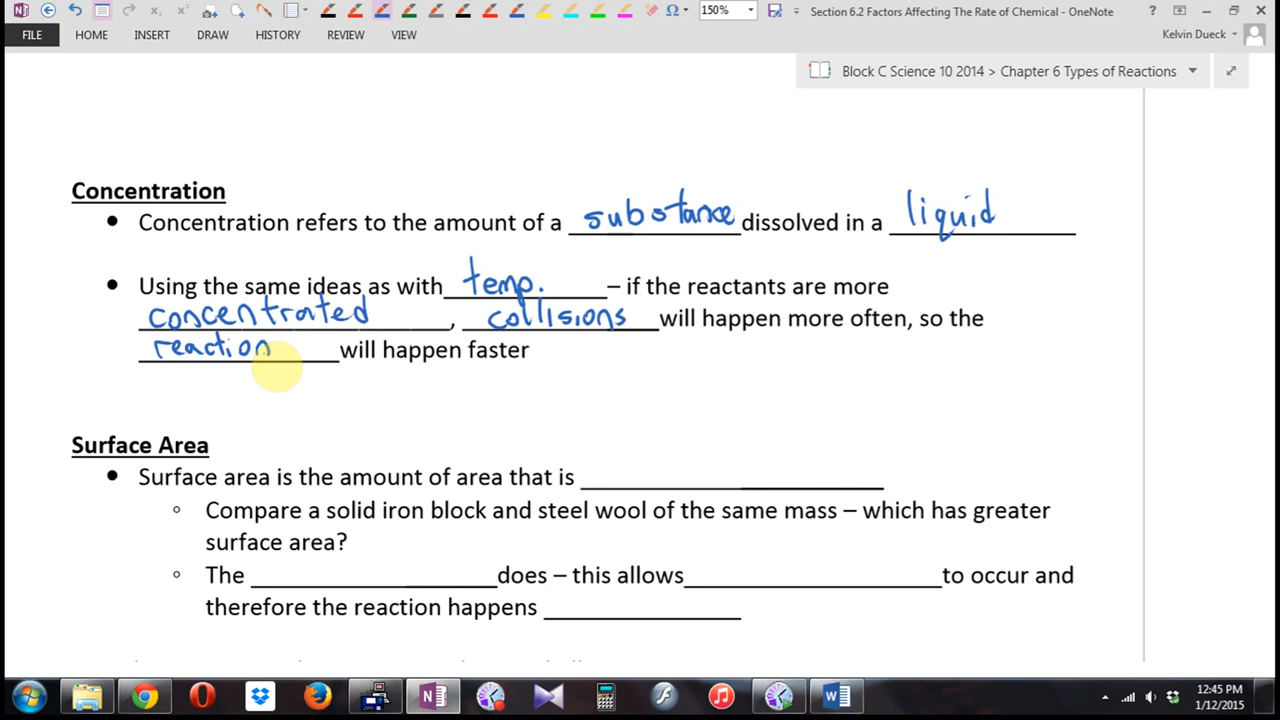 150%
Section 6.2 Factors Affecting The Rate of Chemical - OneNote
FILE HOME INSERT DRAW HISTORY REVIEW VIEW
Kelvin Dueck
Block C Science 10 2014 > Chapter 6 Types of Reactions
Concentration
• Concentration refers to the amount of a substance dissolved in a liquid
• Using the same ideas as with temp. – if the reactants are more
concentrated, collisions will happen more often, so the
reaction will happen faster
Surface Area
• Surface area is the amount of area that is ____________
◦ Compare a solid iron block and steel wool of the same mass – which has greater
surface area?
◦ The ____________ does – this allows ____________ to occur and
therefore the reaction happens ____________
12:45 PM
1/12/2015